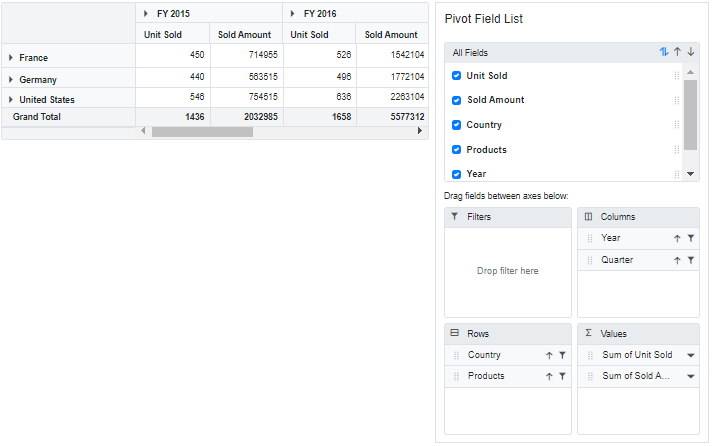 FY 2015 FY 2016
Unit Sold Sold Amount Unit Sold Sold Amount
France 450 714955 526 1542104
Germany 440 563515 496 1772104
United States 546 754515 636 2263104
Grand Total 1436 2032985 1658 5577312
Pivot Field List
All Fields
Unit Sold
Sold Amount
Country
Products
Year
Drag fields between axes below:
Filters
Drop filter here
Columns
Year
Quarter
Rows
Country
Products
Values
Sum of Unit Sold
Sum of Sold A...